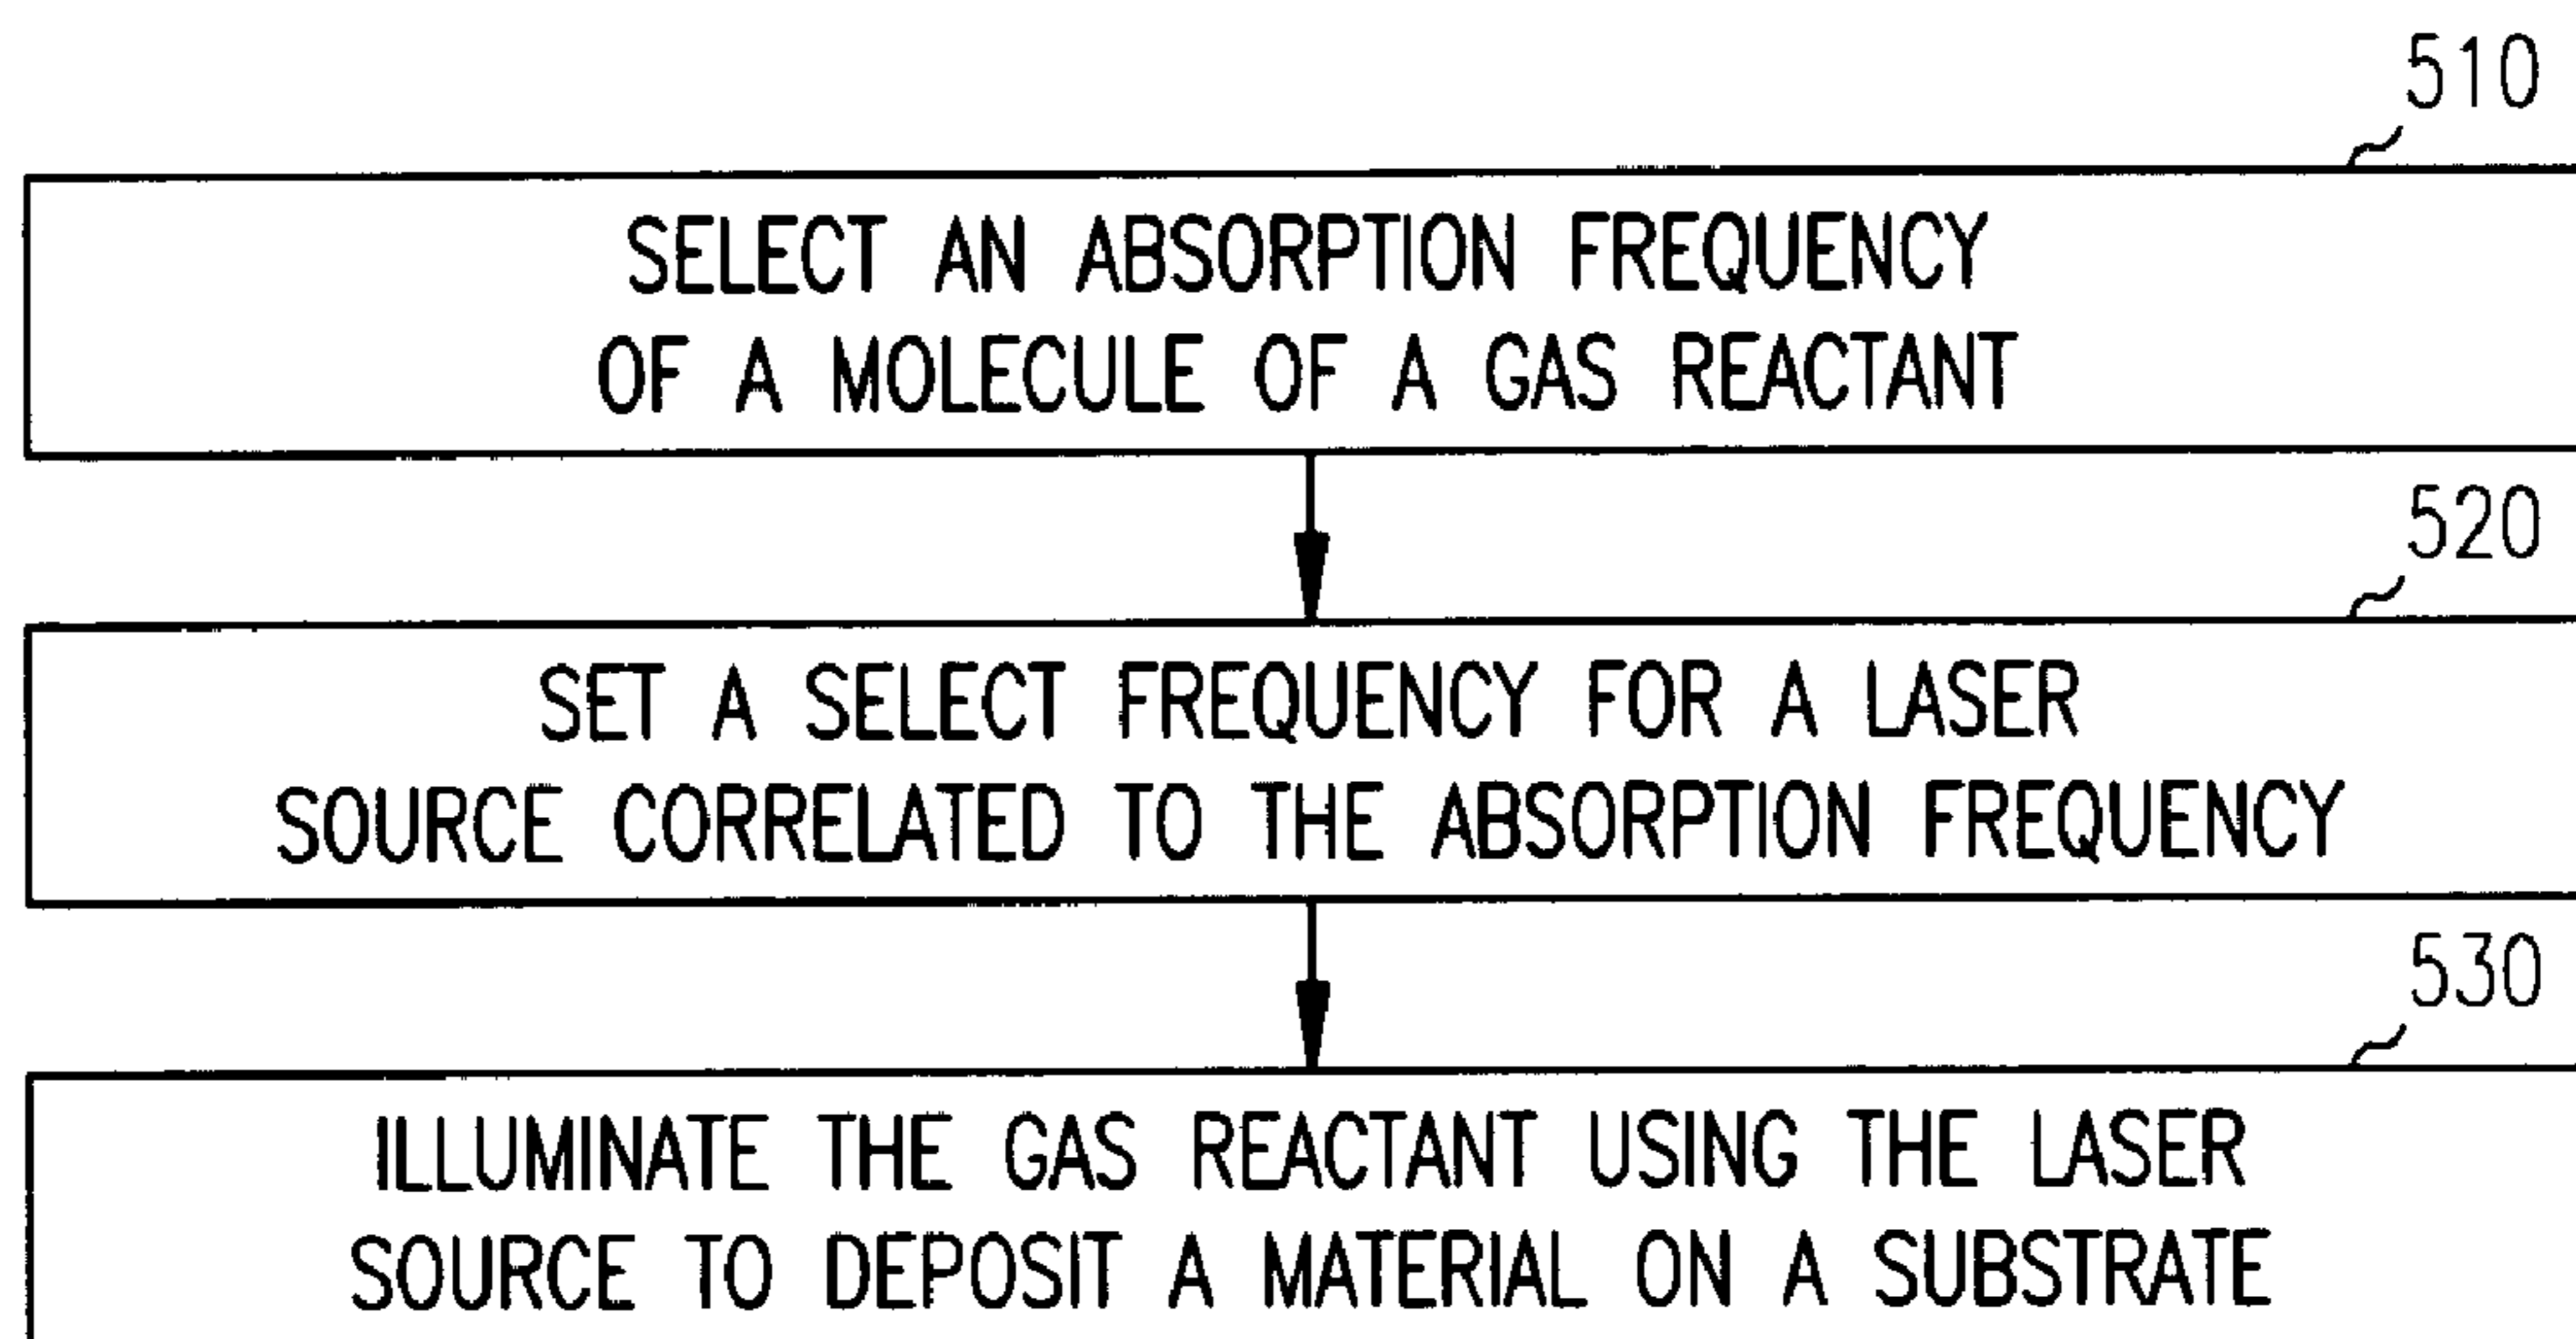 510
SELECT AN ABSORPTION FREQUENCY
OF A MOLECULE OF A GAS REACTANT
520
SET A SELECT FREQUENCY FOR A LASER
SOURCE CORRELATED TO THE ABSORPTION FREQUENCY
530
ILLUMINATE THE GAS REACTANT USING THE LASER
SOURCE TO DEPOSIT A MATERIAL ON A SUBSTRATE